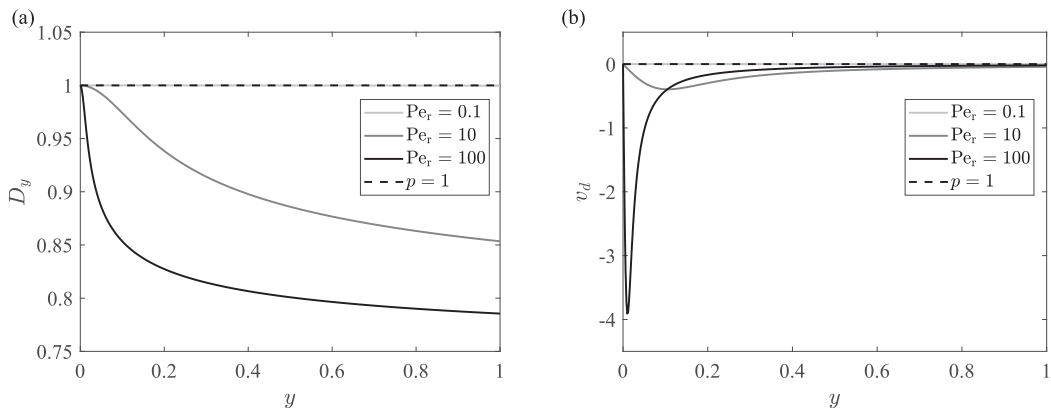 (a)
1.05
1
0.95
0.9
0.85
0.8
0.75
D_y
0 0.2 0.4 0.6 0.8 1
y
Pe_r = 0.1
Pe_r = 10
Pe_r = 100
p = 1
(b)
0
-1
-2
-3
-4
v_d
0 0.2 0.4 0.6 0.8 1
y
Pe_r = 0.1
Pe_r = 10
Pe_r = 100
p = 1